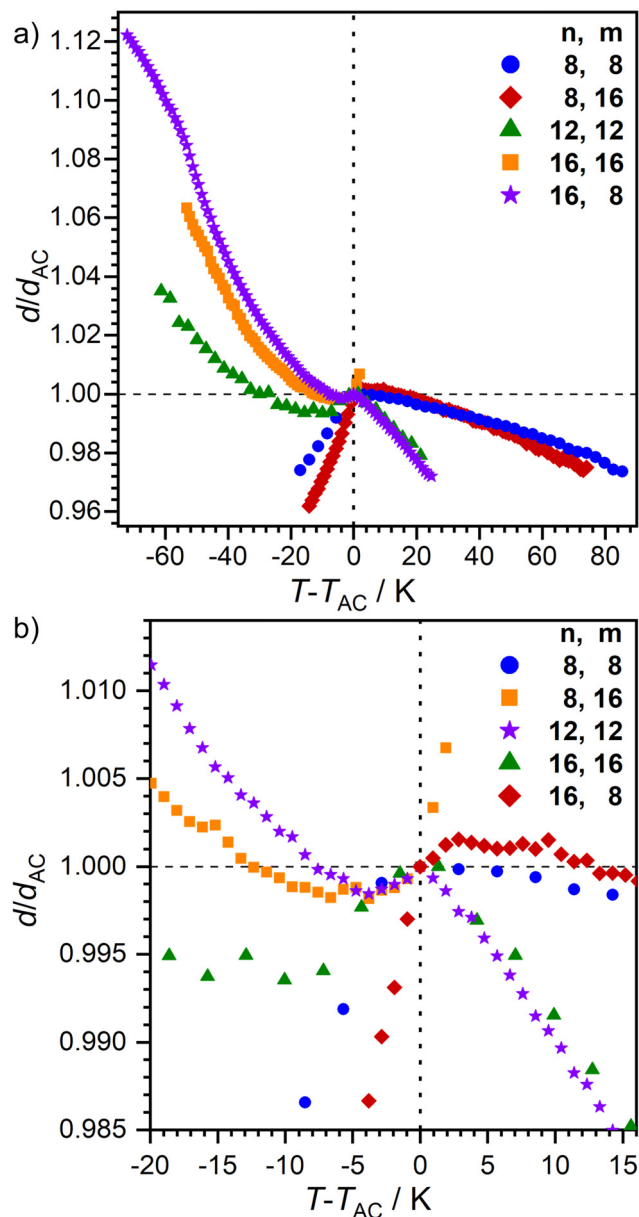 a)
n, m
8, 8
8, 16
12, 12
16, 16
16, 8
1.12
1.10
1.08
1.06
1.04
1.02
1.00
0.98
0.96
d/dAC
-60 -40 -20 0 20 40 60 80
T-TAC / K
b)
n, m
8, 8
8, 16
12, 12
16, 16
16, 8
1.010
1.005
1.000
0.995
0.990
0.985
d/dAC
-20 -15 -10 -5 0 5 10 15
T-TAC / K